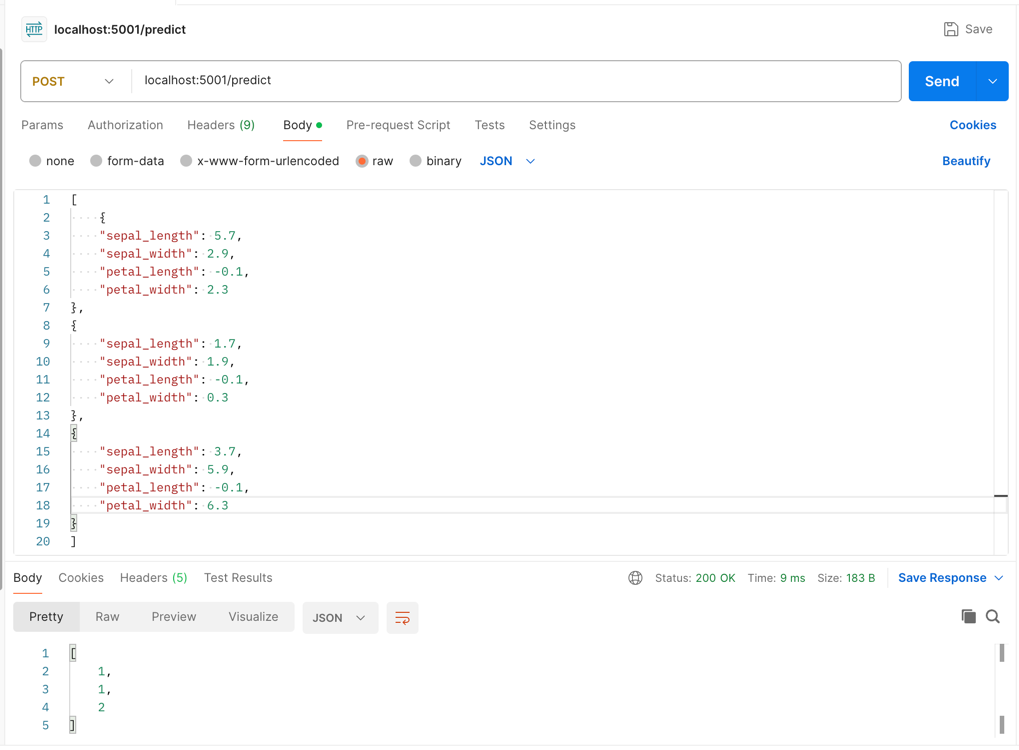 HTTP localhost:5001/predict Save
POST localhost:5001/predict Send
Params Authorization Headers (9) Body Pre-request Script Tests Settings Cookies
none form-data x-www-form-urlencoded raw binary JSON Beautify
1 [
2 {
3 "sepal_length": 5.7,
4 "sepal_width": 2.9,
5 "petal_length": -0.1,
6 "petal_width": 2.3
7 },
8 {
9 "sepal_length": 1.7,
10 "sepal_width": 1.9,
11 "petal_length": -0.1,
12 "petal_width": 0.3
13 },
14 {
15 "sepal_length": 3.7,
16 "sepal_width": 5.9,
17 "petal_length": -0.1,
18 "petal_width": 6.3
19 }
20 ]
Body Cookies Headers (5) Test Results Status: 200 OK Time: 9 ms Size: 183 B Save Response
Pretty Raw Preview Visualize JSON
1 [
2 1,
3 1,
4 2
5 ]